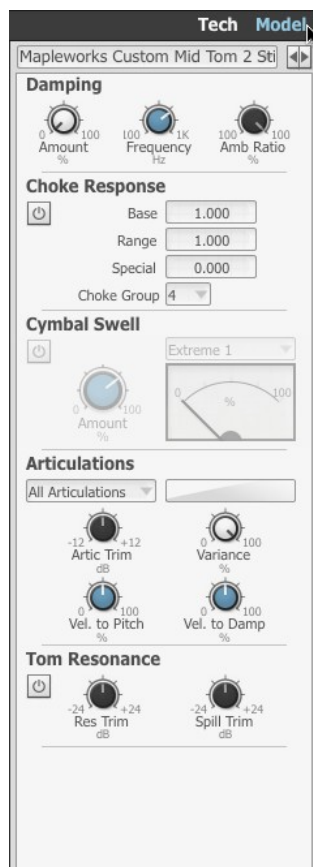 Tech Model
Mapleworks Custom Mid Tom 2 Sti
Damping
0 100 100 1K 100 100
Amount Frequency Amb Ratio
% Hz %
Choke Response
Base 1.000
Range 1.000
Special 0.000
Choke Group 4
Cymbal Swell
Extreme 1
0 100 0 % 100
Amount
%
Articulations
All Articulations
-12 +12 0 100
Artic Trim Variance
dB %
0 100 0 100
Vel. to Pitch Vel. to Damp
% %
Tom Resonance
-24 +24 -24 +24
Res Trim Spill Trim
dB dB